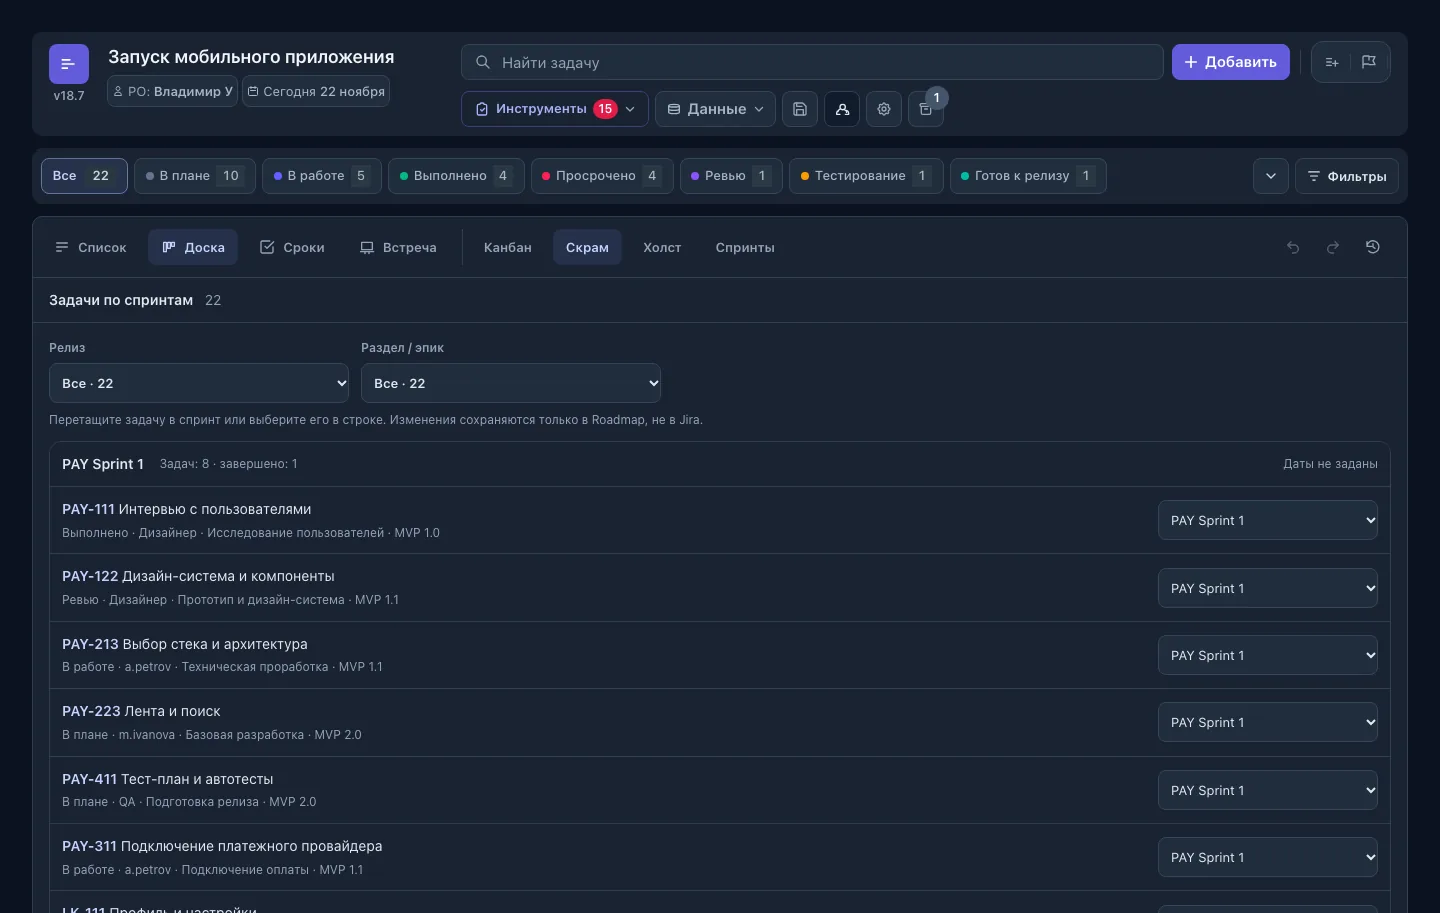 Запуск мобильного приложения
v18.7
PO: Владимир У
Сегодня 22 ноября
Найти задачу
Добавить
Инструменты 15
Данные
1
Все 22
В плане 10
В работе 5
Выполнено 4
Просрочено 4
Ревью 1
Тестирование 1
Готов к релизу 1
Фильтры
Список
Доска
Сроки
Встреча
Канбан
Скрам
Холст
Спринты
Задачи по спринтам 22
Релиз
Раздел / эпик
Все · 22
Все · 22
Перетащите задачу в спринт или выберите его в строке. Изменения сохраняются только в Roadmap, не в Jira.
PAY Sprint 1 Задач: 8 · завершено: 1
Даты не заданы
PAY-111 Интервью с пользователями
Выполнено · Дизайнер · Исследование пользователей · MVP 1.0
PAY Sprint 1
PAY-122 Дизайн-система и компоненты
Ревью · Дизайнер · Прототип и дизайн-система · MVP 1.1
PAY Sprint 1
PAY-213 Выбор стека и архитектура
В работе · a.petrov · Техническая проработка · MVP 1.1
PAY Sprint 1
PAY-223 Лента и поиск
В плане · m.ivanova · Базовая разработка · MVP 2.0
PAY Sprint 1
PAY-411 Тест-план и автотесты
В плане · QA · Подготовка релиза · MVP 2.0
PAY Sprint 1
PAY-311 Подключение платежного провайдера
В работе · a.petrov · Подключение оплаты · MVP 1.1
PAY Sprint 1
LK-111 Профиль и настройки